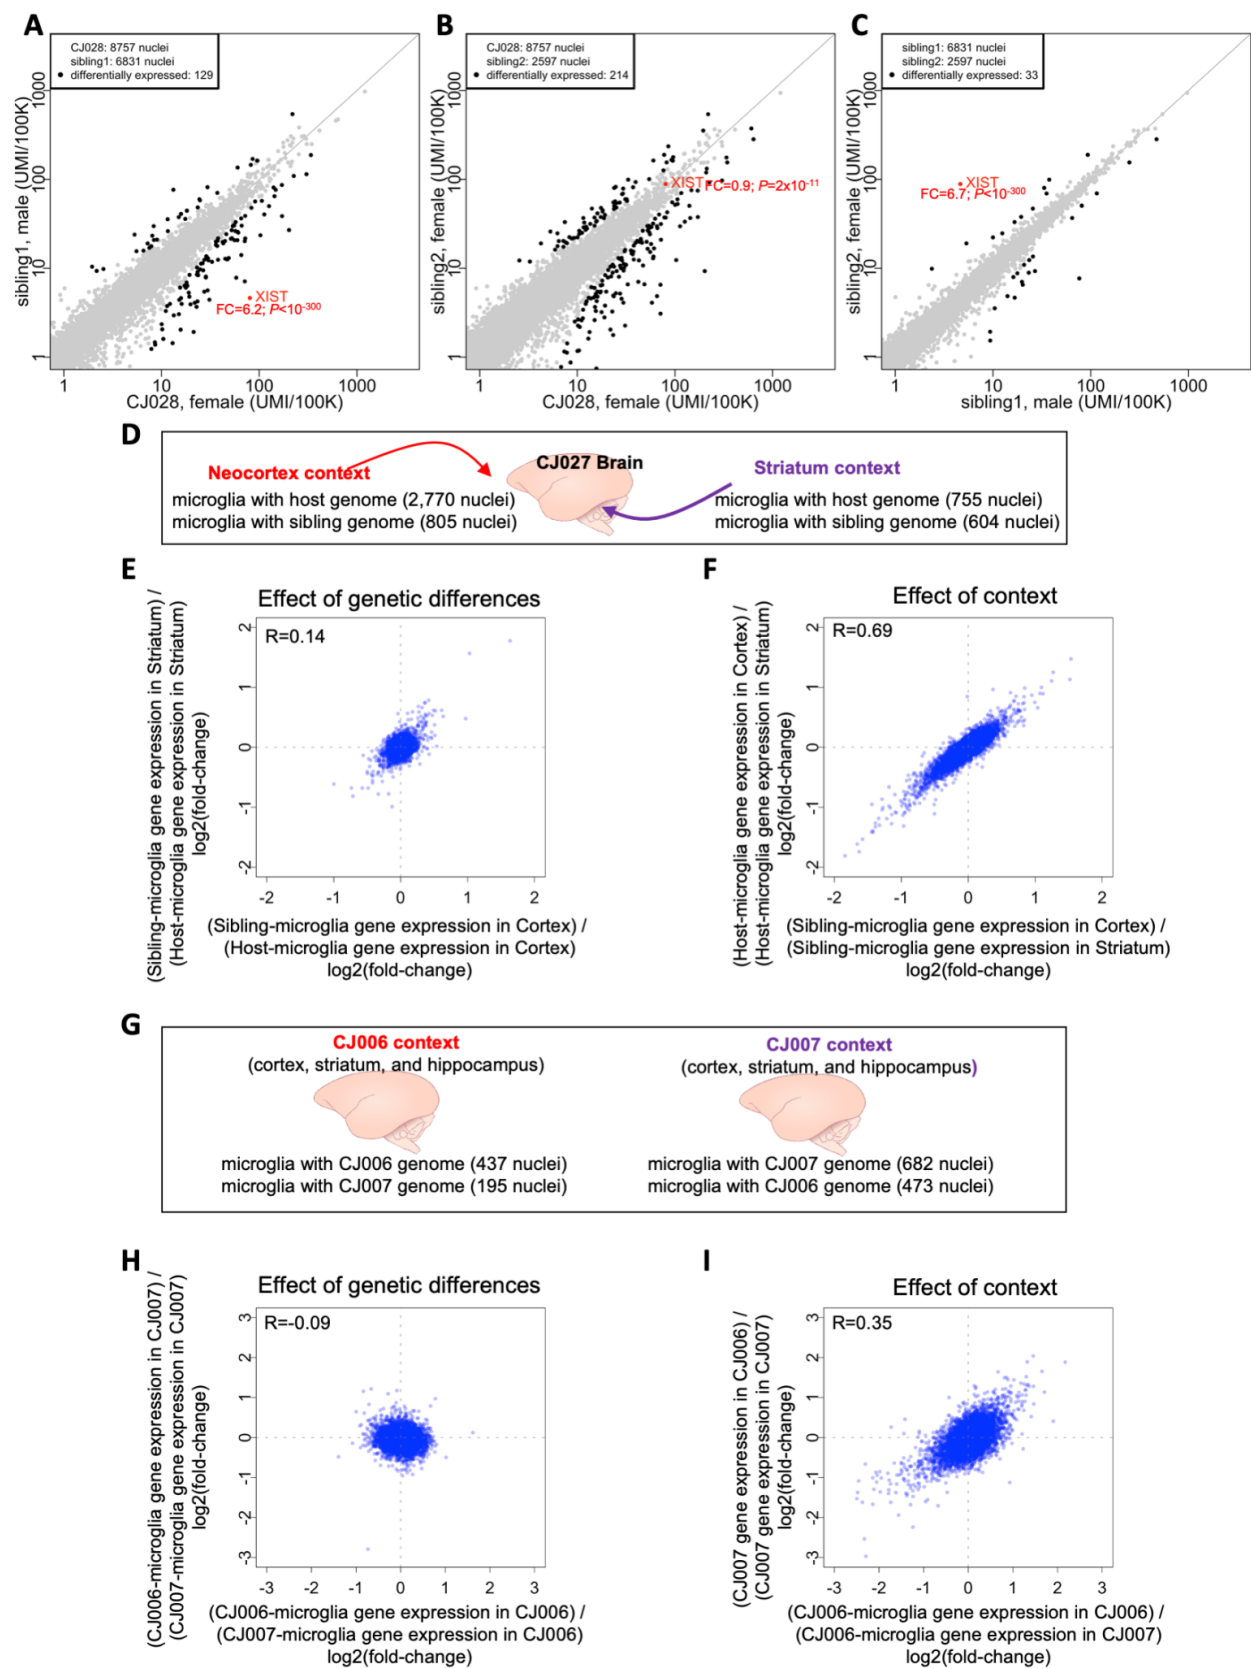 A
CJ028: 8757 nuclei
sibling1: 6831 nuclei
differentially expressed: 129
sibling1, male (UMI/100K)
1000
100
10
1
XIST
FC=6.2; P<10-300
1 10 100 1000
CJ028, female (UMI/100K)
B
CJ028: 8757 nuclei
sibling2: 2597 nuclei
differentially expressed: 214
sibling2, female (UMI/100K)
1000
100
10
1
XIST FC=0.9; P=2x10-11
1 10 100 1000
CJ028, female (UMI/100K)
C
sibling1: 6831 nuclei
sibling2: 2597 nuclei
differentially expressed: 33
sibling2, female (UMI/100K)
1000
100
10
1
XIST
FC=6.7; P<10-300
1 10 100 1000
sibling1, male (UMI/100K)
D
CJ027 Brain
Neocortex context
microglia with host genome (2,770 nuclei)
microglia with sibling genome (805 nuclei)
Striatum context
microglia with host genome (755 nuclei)
microglia with sibling genome (604 nuclei)
E
Effect of genetic differences
R=0.14
(Sibling-microglia gene expression in Striatum) /
(Host-microglia gene expression in Striatum)
log2(fold-change)
2
1
0
-1
-2
-2 -1 0 1 2
(Sibling-microglia gene expression in Cortex) /
(Host-microglia gene expression in Cortex)
log2(fold-change)
F
Effect of context
R=0.69
(Host-microglia gene expression in Cortex) /
(Host-microglia gene expression in Striatum)
log2(fold-change)
2
1
0
-1
-2
-2 -1 0 1 2
(Sibling-microglia gene expression in Cortex) /
(Sibling-microglia gene expression in Striatum)
log2(fold-change)
G
CJ006 context
(cortex, striatum, and hippocampus)
microglia with CJ006 genome (437 nuclei)
microglia with CJ007 genome (195 nuclei)
CJ007 context
(cortex, striatum, and hippocampus)
microglia with CJ007 genome (682 nuclei)
microglia with CJ006 genome (473 nuclei)
H
Effect of genetic differences
R=-0.09
(CJ006-microglia gene expression in CJ007) /
(CJ007-microglia gene expression in CJ007)
log2(fold-change)
3
2
1
0
-1
-2
-3
-3 -2 -1 0 1 2 3
(CJ006-microglia gene expression in CJ006) /
(CJ007-microglia gene expression in CJ006)
log2(fold-change)
I
Effect of context
R=0.35
(CJ007 gene expression in CJ006) /
(CJ007 gene expression in CJ007)
log2(fold-change)
3
2
1
0
-1
-2
-3
-3 -2 -1 0 1 2 3
(CJ006-microglia gene expression in CJ006) /
(CJ006-microglia gene expression in CJ007)
log2(fold-change)